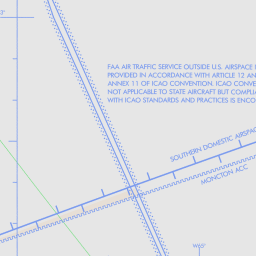 FAA AIR TRAFFIC SERVICE OUTSIDE U.S. AIRSPACE
PROVIDED IN ACCORDANCE WITH ARTICLE 12 AN
ANNEX 11 OF ICAO CONVENTION. ICAO CONVE
NOT APPLICABLE TO STATE AIRCRAFT BUT COMPLIA
WITH ICAO STANDARDS AND PRACTICES IS ENCO
SOUTHERN DOMESTIC AIRSPA
MONCTON ACC
W65°